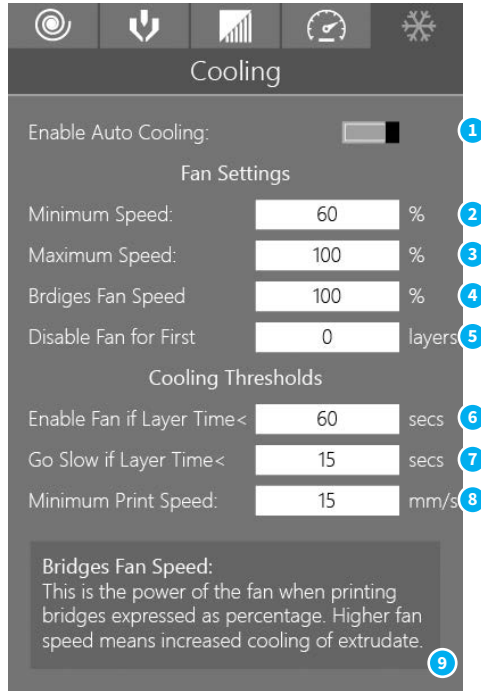 Cooling
Enable Auto Cooling: 1
Fan Settings
Minimum Speed: 60 % 2
Maximum Speed: 100 % 3
Brdiges Fan Speed 100 % 4
Disable Fan for First 0 layers 5
Cooling Thresholds
Enable Fan if Layer Time< 60 secs 6
Go Slow if Layer Time< 15 secs 7
Minimum Print Speed: 15 mm/s 8
Bridges Fan Speed:
This is the power of the fan when printing
bridges expressed as percentage. Higher fan
speed means increased cooling of extrudate.
9